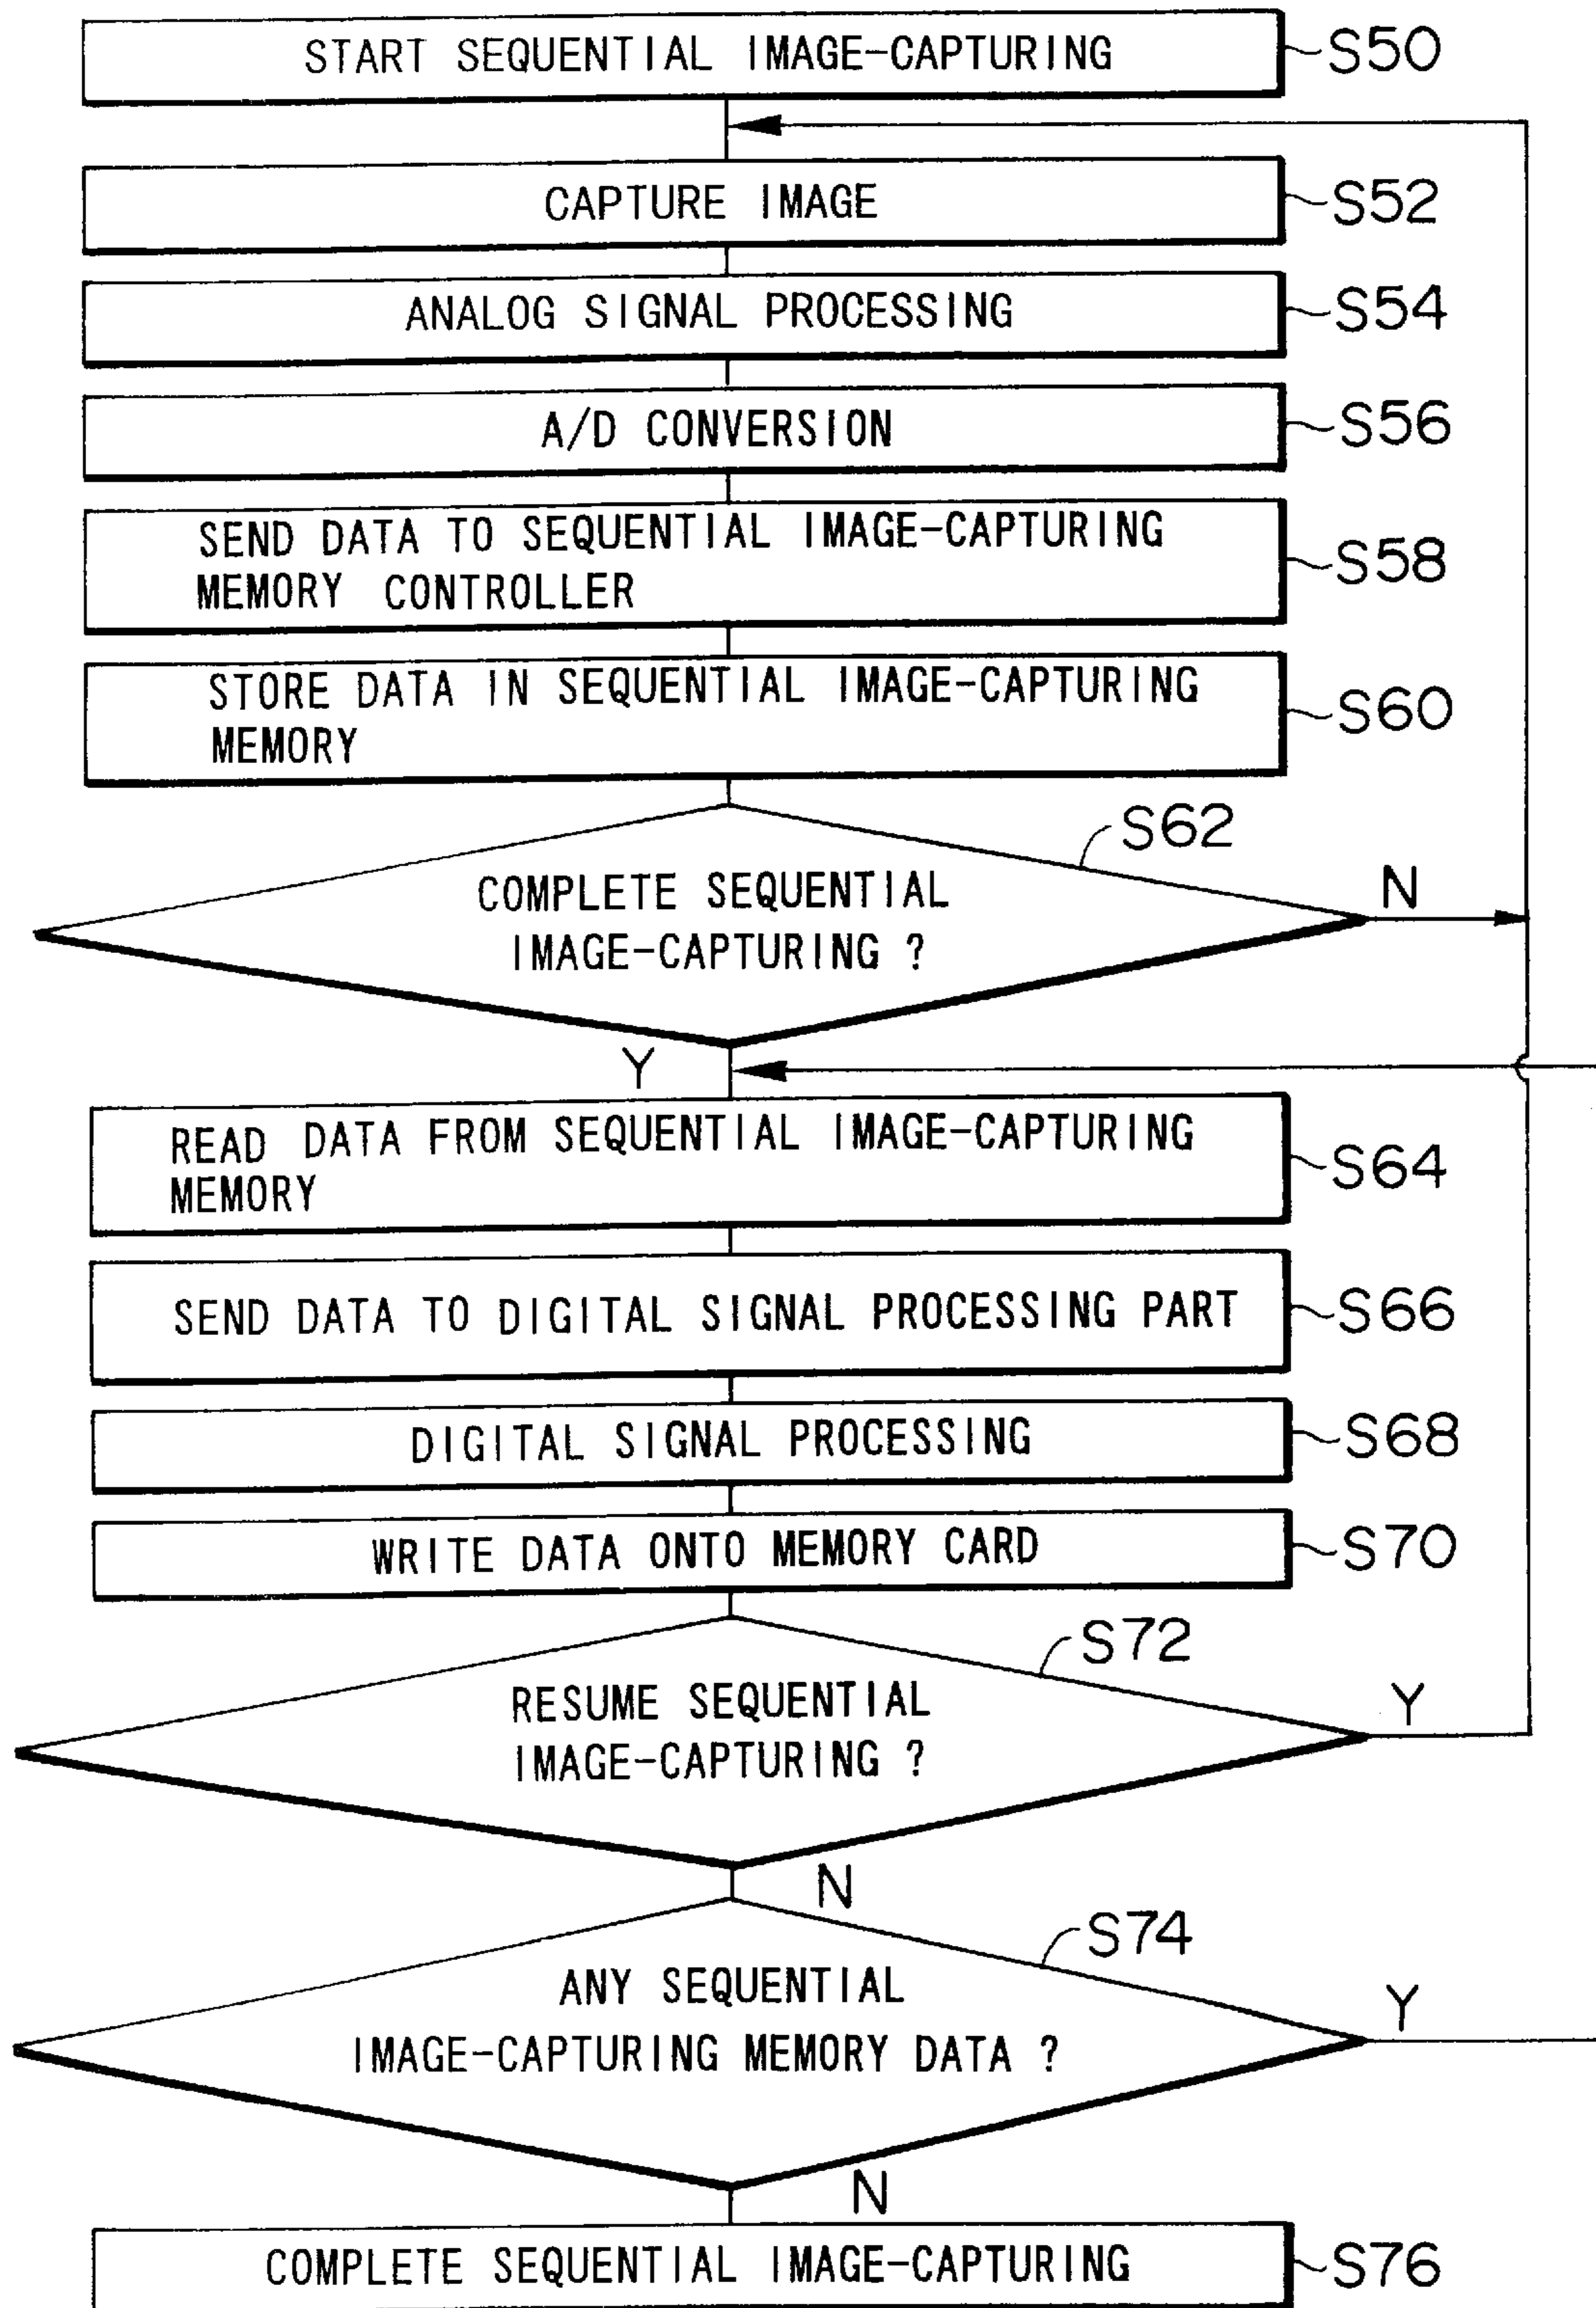 START SEQUENTIAL IMAGE-CAPTURING S50
CAPTURE IMAGE S52
ANALOG SIGNAL PROCESSING S54
A/D CONVERSION S56
SEND DATA TO SEQUENTIAL IMAGE-CAPTURING
MEMORY CONTROLLER S58
STORE DATA IN SEQUENTIAL IMAGE-CAPTURING
MEMORY S60
S62
COMPLETE SEQUENTIAL N
IMAGE-CAPTURING ?
Y
READ DATA FROM SEQUENTIAL IMAGE-CAPTURING
MEMORY S64
SEND DATA TO DIGITAL SIGNAL PROCESSING PART S66
DIGITAL SIGNAL PROCESSING S68
WRITE DATA ONTO MEMORY CARD S70
S72
RESUME SEQUENTIAL Y
IMAGE-CAPTURING ?
N
S74
ANY SEQUENTIAL Y
IMAGE-CAPTURING MEMORY DATA ?
N
COMPLETE SEQUENTIAL IMAGE-CAPTURING S76